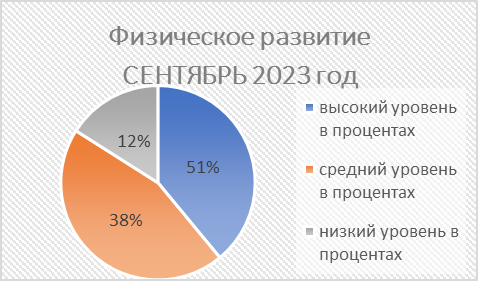 Физическое развитие
СЕНТЯБРЬ 2023 год
12%
51%
38%
высокий уровень
в процентах
средний уровень
в процентах
низкий уровень в
процентах